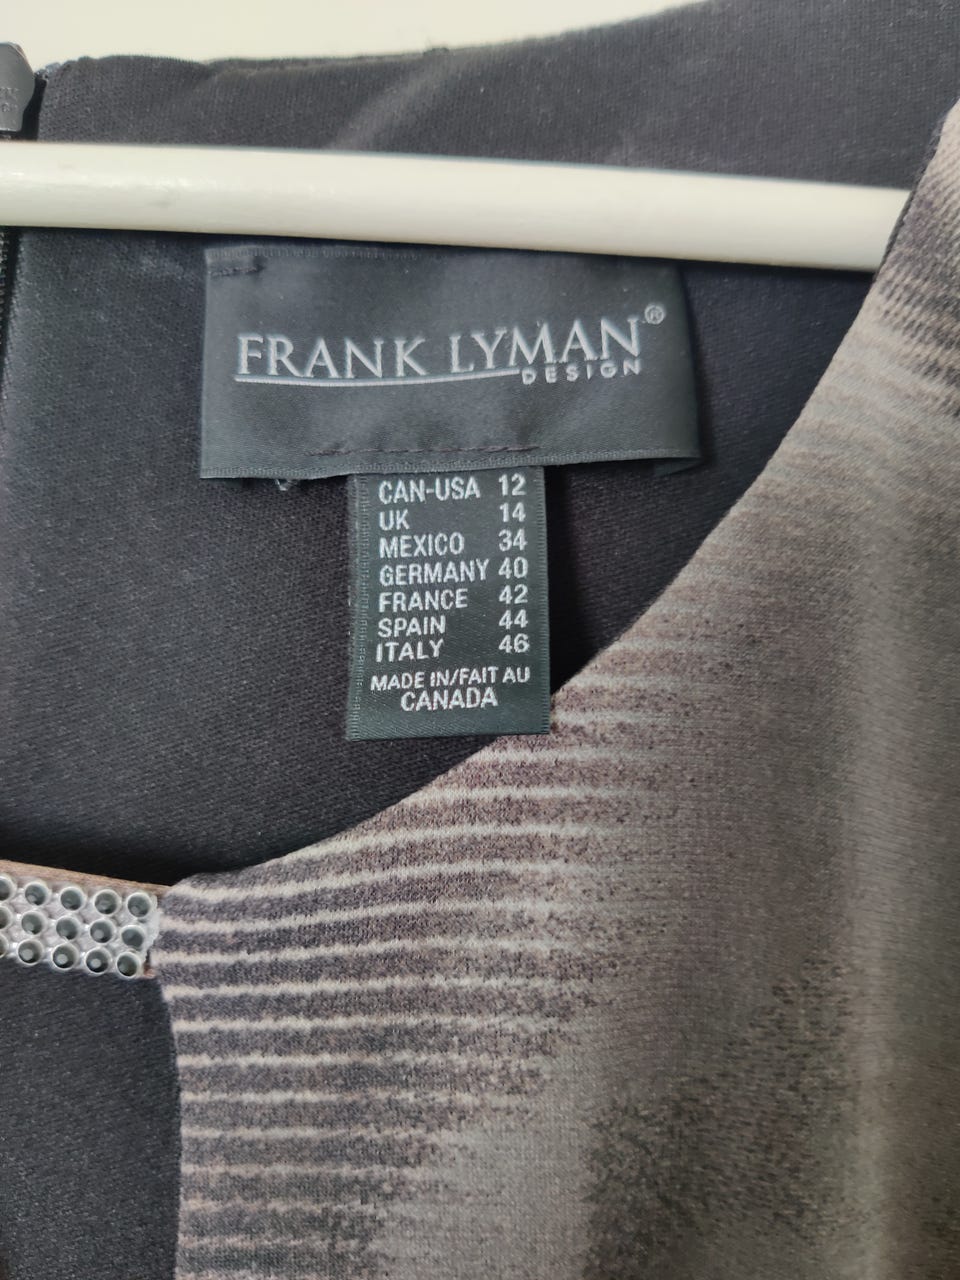 FRANK LYMAN®
DESIGN
CAN-USA 12
UK 14
MEXICO 34
GERMANY 40
FRANCE 42
SPAIN 44
ITALY 46
MADE IN/FAIT AU
CANADA